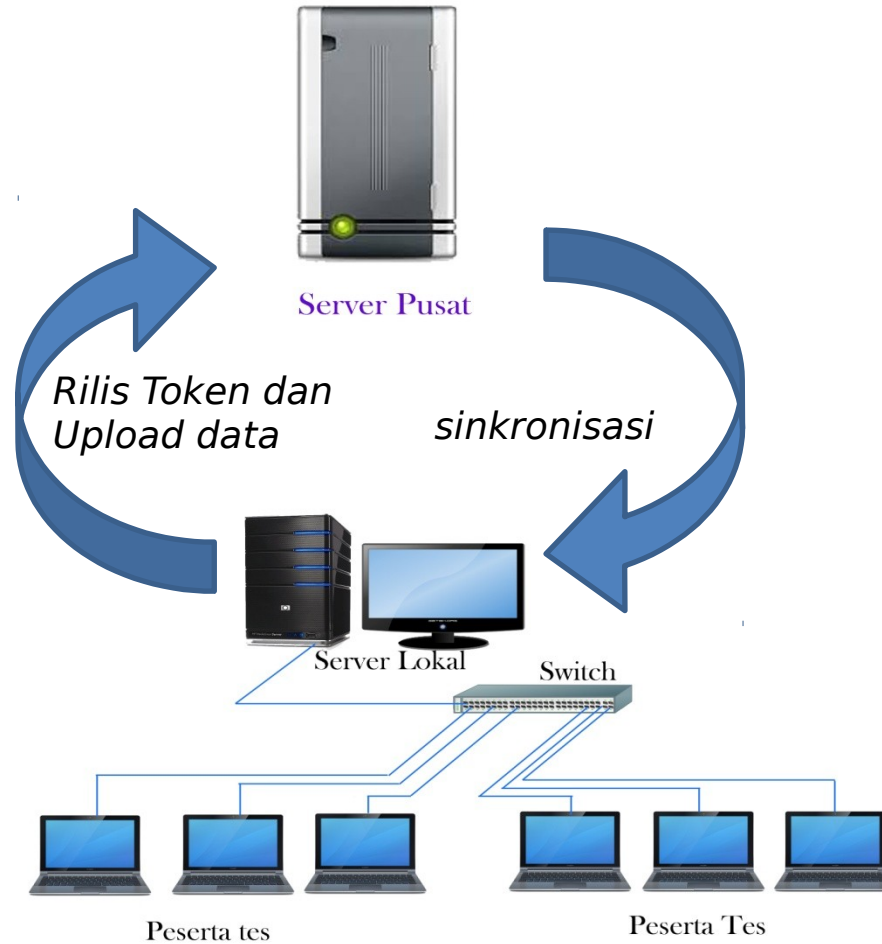 Server Pusat
Rilis Token dan
Upload data
sinkronisasi
Server Lokal
Switch
Peserta tes
Peserta Tes